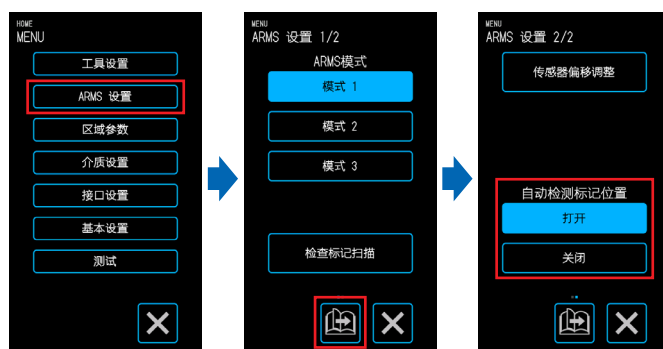 HOME
MENU
工具设置
ARMS 设置
区域参数
介质设置
接口设置
基本设置
测试
MENU
ARMS 设置 1/2
ARMS模式
模式 1
模式 2
模式 3
检查标记扫描
MENU
ARMS 设置 2/2
传感器偏移调整
自动检测标记位置
打开
关闭